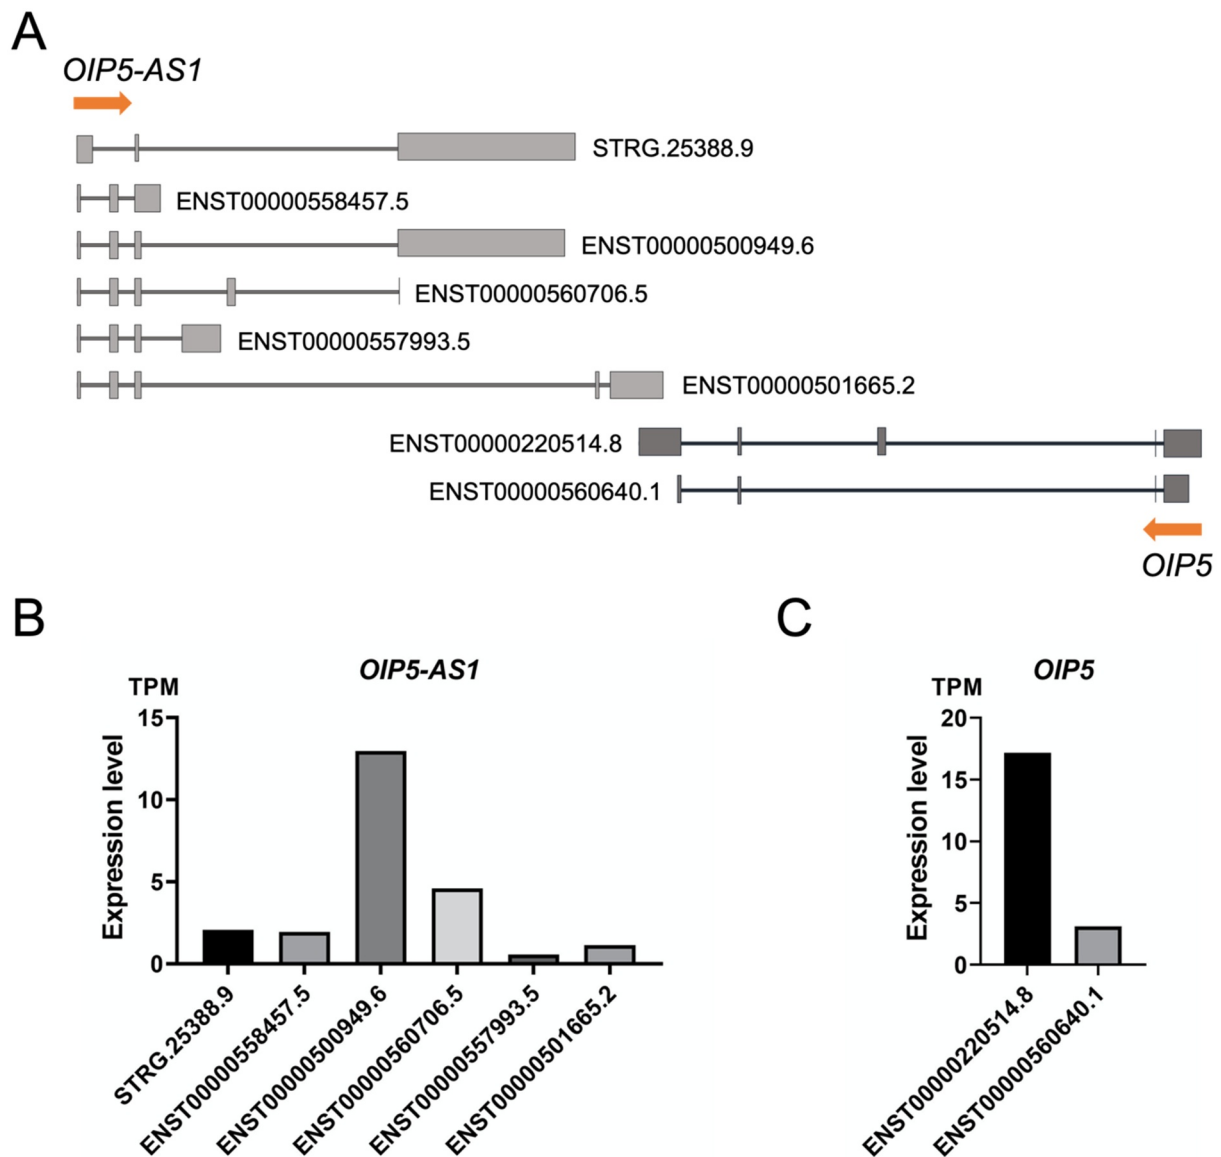 A
OIP5-AS1
STRG.25388.9
ENST00000558457.5
ENST00000500949.6
ENST00000560706.5
ENST00000557993.5
ENST00000501665.2
ENST00000220514.8
ENST00000560640.1
OIP5
B
OIP5-AS1
TPM
Expression level
15
10
5
0
STRG.25388.9
ENST00000558457.5
ENST00000500949.6
ENST00000560706.5
ENST00000557993.5
ENST00000501665.2
C
OIP5
TPM
Expression level
20
15
10
5
0
ENST00000220514.8
ENST00000560640.1